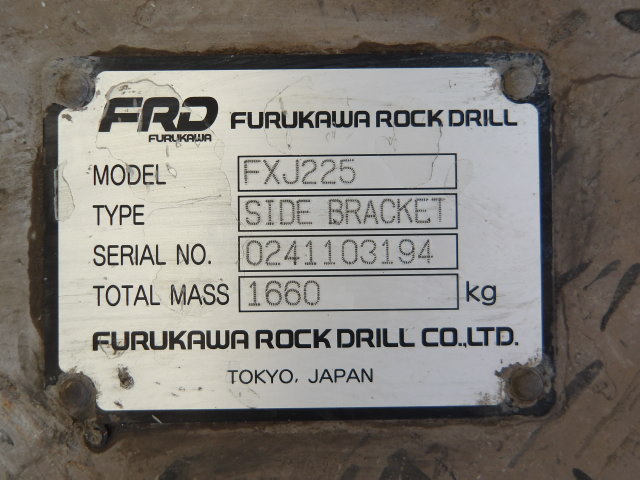 FRD
FURUKAWA
FURUKAWA ROCK DRILL
MODEL FXJ225
TYPE SIDE BRACKET
SERIAL NO. 0241103194
TOTAL MASS 1660 kg
FURUKAWA ROCK DRILL CO.,LTD.
TOKYO, JAPAN